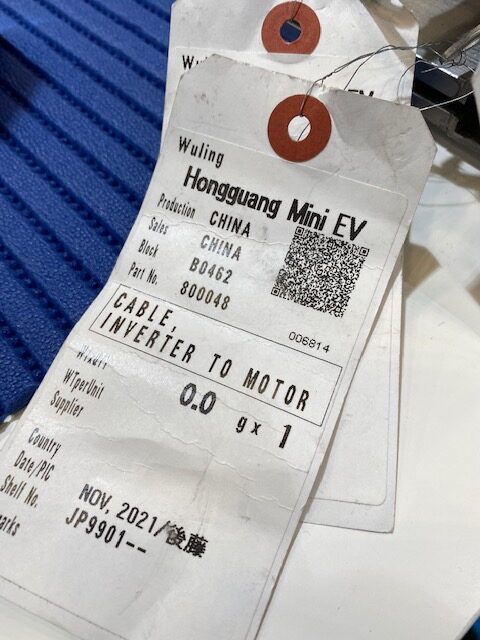 Wuling
Hongguang Mini EV
Production CHINA
Sales CHINA
Block B0462
Part No. 800048
006814
CABLE,
INVERTER TO MOTOR
WTperUnit 0.0 g x 1
Supplier
Country
Date/PIC NOV, 2021/後藤
Shelf No. JP9901--
EV